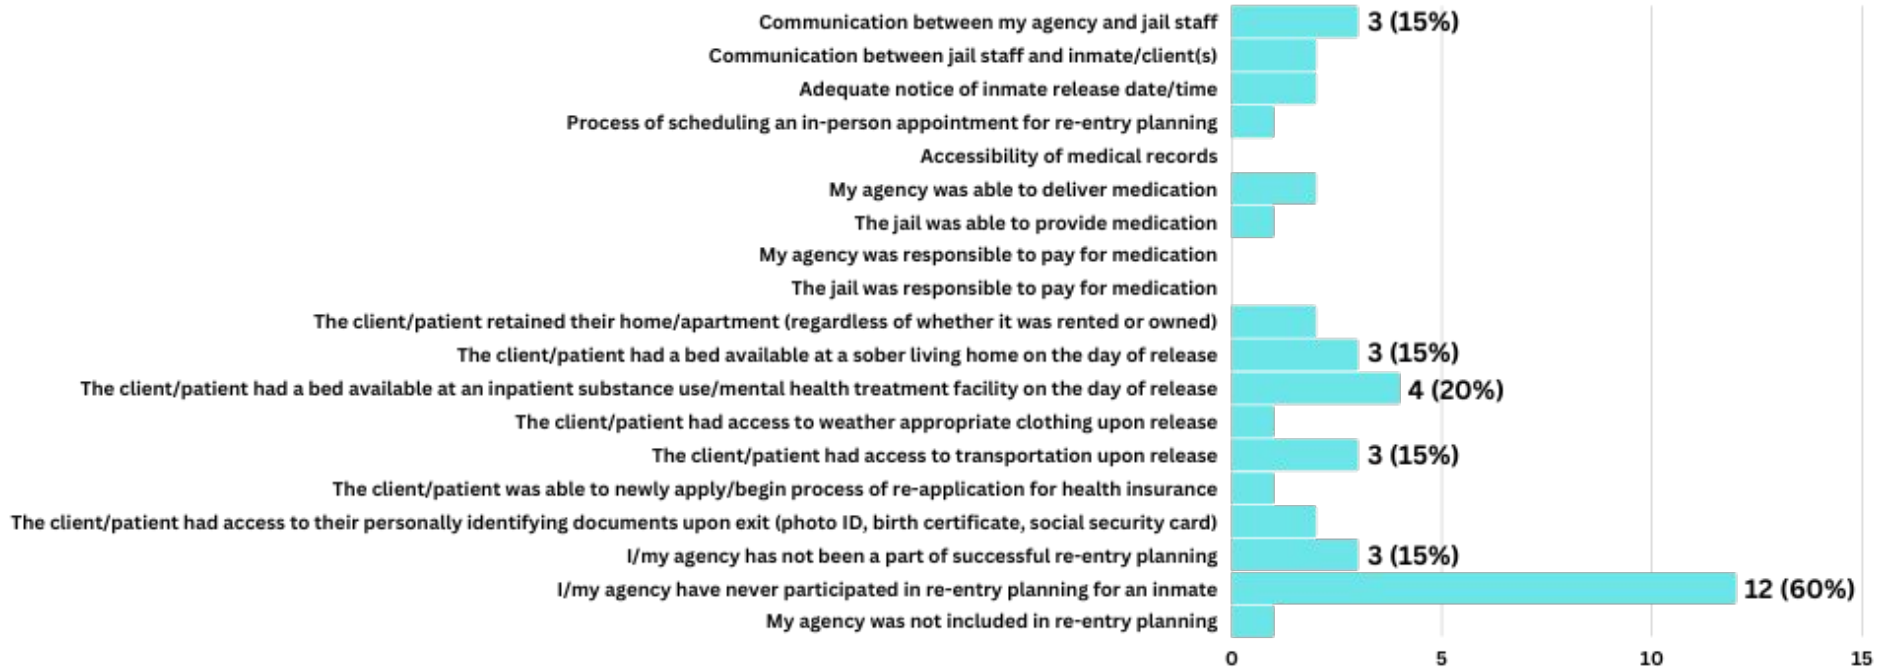 Communication between my agency and jail staff 3 (15%)
Communication between jail staff and inmate/client(s)
Adequate notice of inmate release date/time
Process of scheduling an in-person appointment for re-entry planning
Accessibility of medical records
My agency was able to deliver medication
The jail was able to provide medication
My agency was responsible to pay for medication
The jail was responsible to pay for medication
The client/patient retained their home/apartment (regardless of whether it was rented or owned)
The client/patient had a bed available at a sober living home on the day of release 3 (15%)
The client/patient had a bed available at an inpatient substance use/mental health treatment facility on the day of release 4 (20%)
The client/patient had access to weather appropriate clothing upon release
The client/patient had access to transportation upon release 3 (15%)
The client/patient was able to newly apply/begin process of re-application for health insurance
The client/patient had access to their personally identifying documents upon exit (photo ID, birth certificate, social security card)
I/my agency has not been a part of successful re-entry planning 3 (15%)
I/my agency have never participated in re-entry planning for an inmate 12 (60%)
My agency was not included in re-entry planning
0 5 10 15